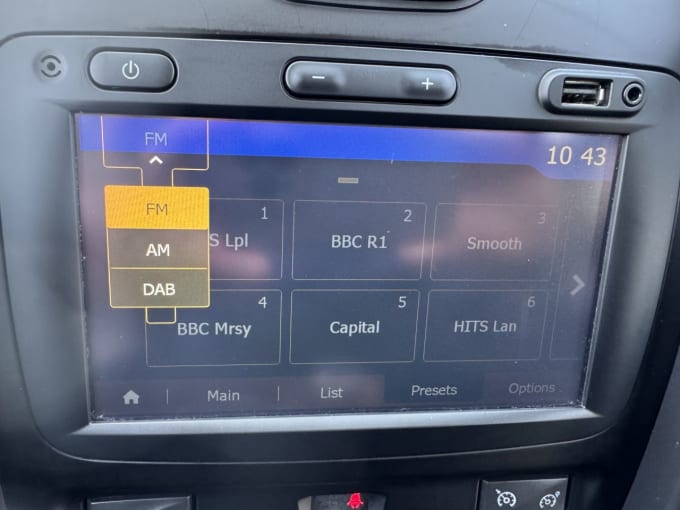 FM
10 43
FM
AM
DAB
S Lpl 1
BBC R1 2
Smooth 3
BBC Mrsy 4
Capital 5
HITS Lan 6
Main
List
Presets
Options